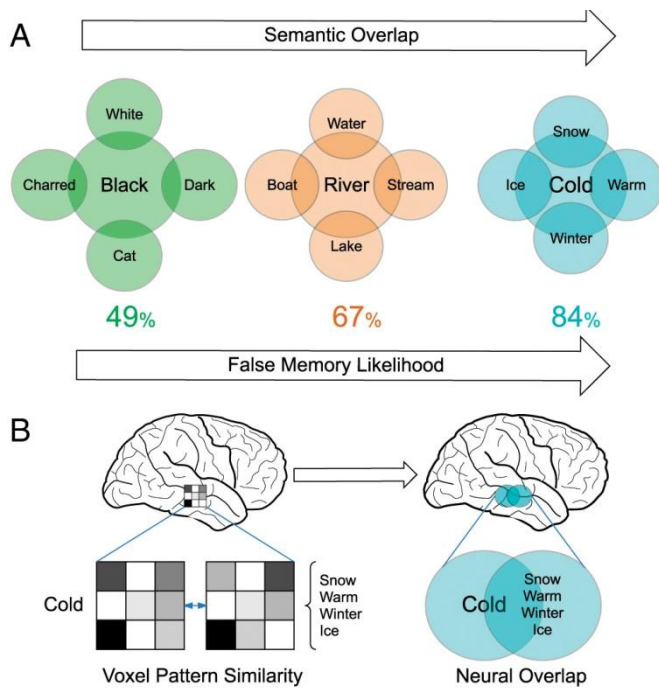 A
Semantic Overlap
White
Charred
Black
Dark
Cat
Water
Boat
River
Stream
Lake
Snow
Ice
Cold
Warm
Winter
49%
67%
84%
False Memory Likelihood
B
Cold
Snow
Warm
Winter
Ice
Voxel Pattern Similarity
Cold
Snow
Warm
Winter
Ice
Neural Overlap